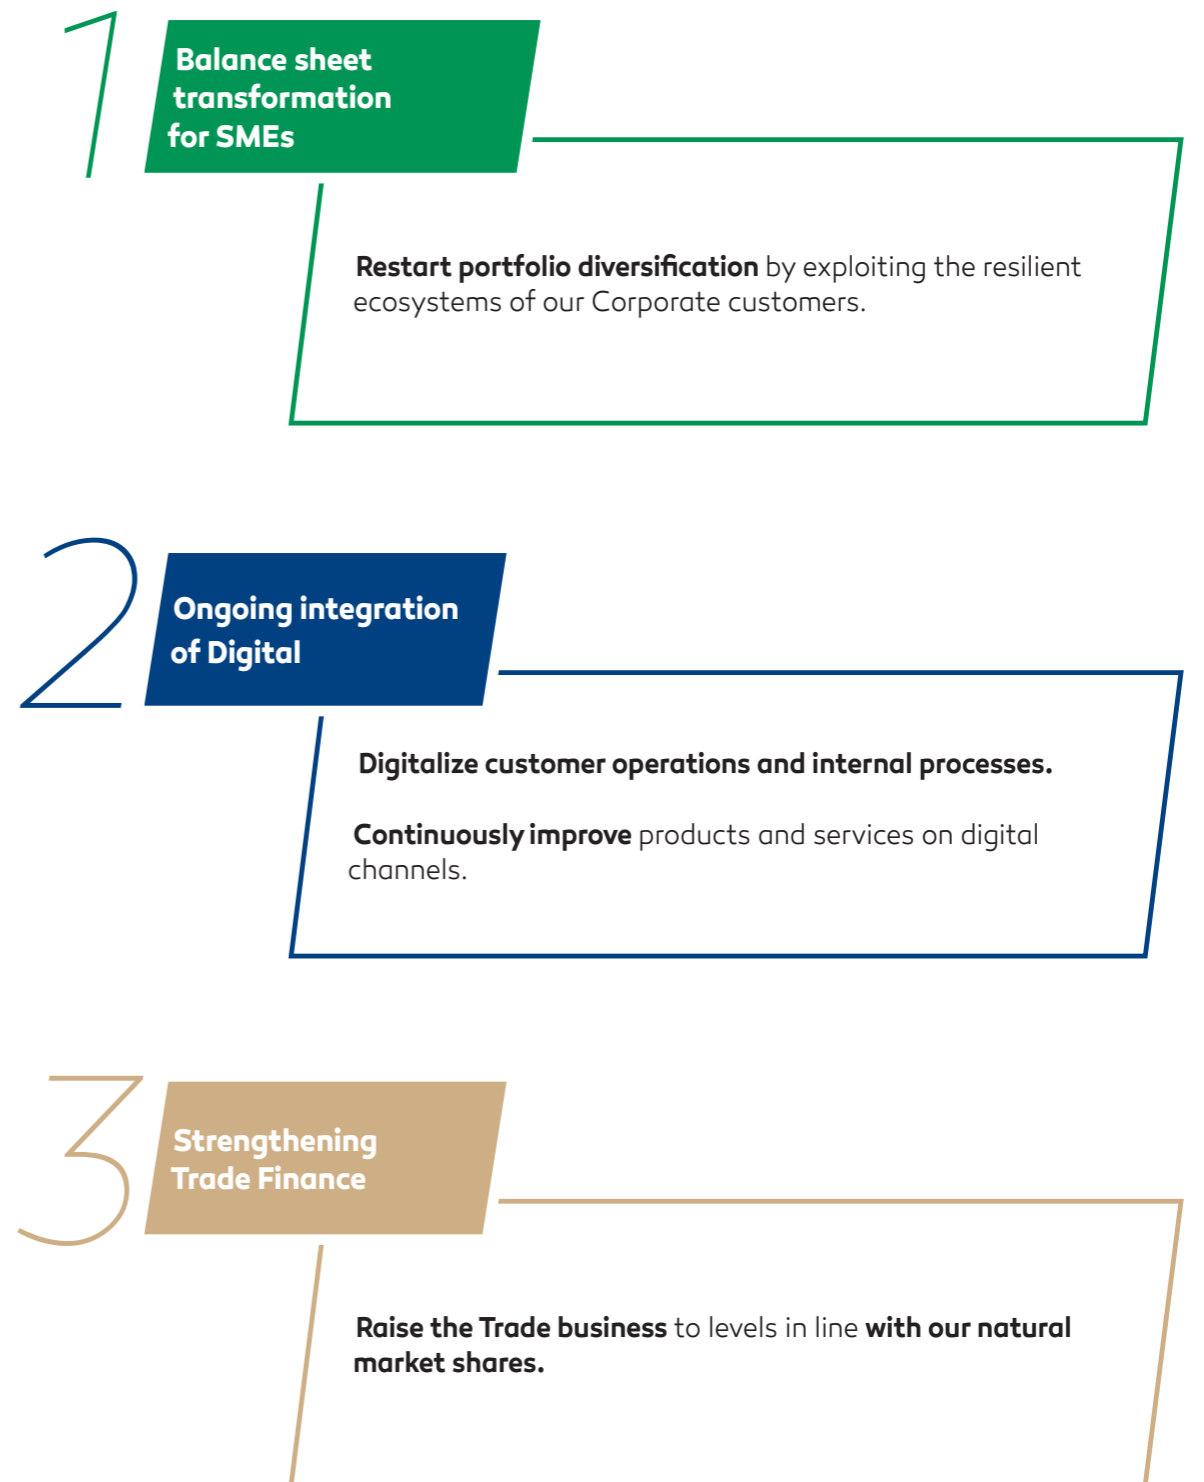 1
Balance sheet
transformation
for SMEs
Restart portfolio diversification by exploiting the resilient
ecosystems of our Corporate customers.
2
Ongoing integration
of Digital
Digitalize customer operations and internal processes.
Continuously improve products and services on digital
channels.
3
Strengthening
Trade Finance
Raise the Trade business to levels in line with our natural
market shares.